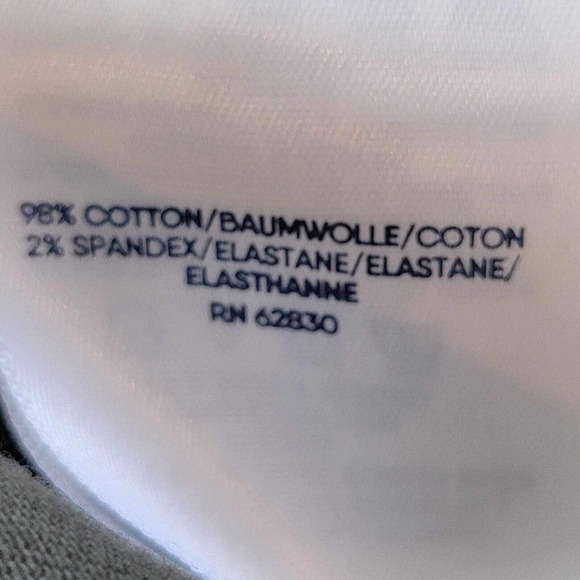 98% COTTON/BAUMWOLLE/COTON
2% SPANDEX/ELASTANE/ELASTANE/
ELASTHANNE
RN 62830